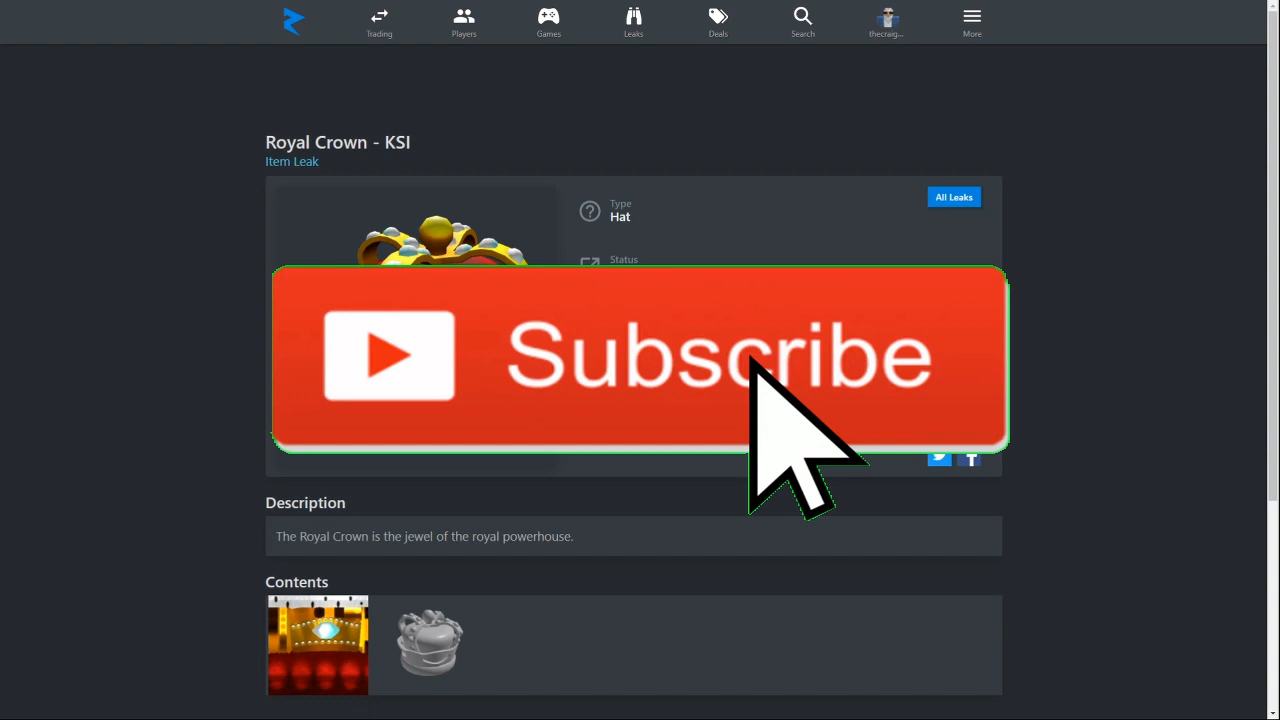 Trading
Players
Games
Leaks
Deals
Search
thecraig...
More
Royal Crown - KSI
Item Leak
All Leaks
Type
Hat
Status
Subscribe
Description
The Royal Crown is the jewel of the royal powerhouse.
Contents